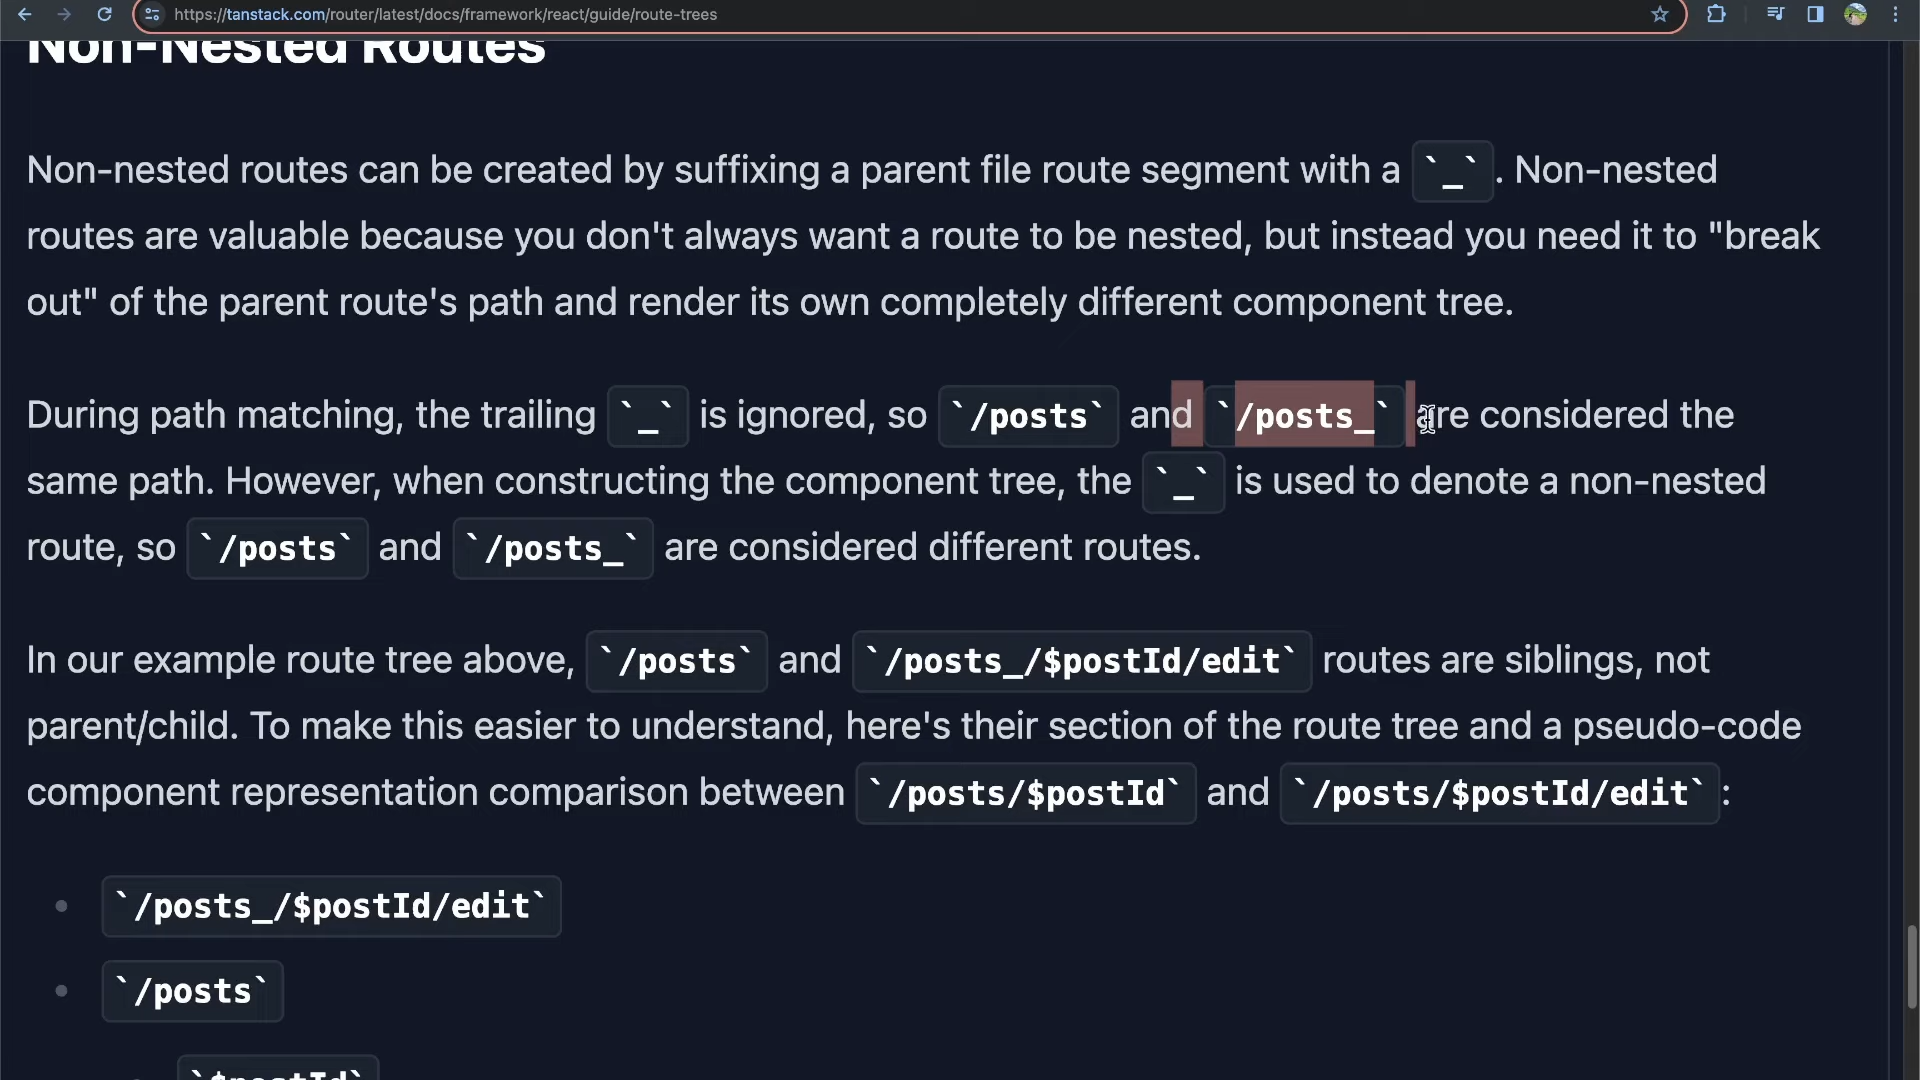 https://tanstack.com/router/latest/docs/framework/react/guide/route-trees
Non-Nested Routes
Non-nested routes can be created by suffixing a parent file route segment with a `_`. Non-nested
routes are valuable because you don't always want a route to be nested, but instead you need it to "break
out" of the parent route's path and render its own completely different component tree.
During path matching, the trailing `_` is ignored, so `/posts` and `/posts_` are considered the
same path. However, when constructing the component tree, the `_` is used to denote a non-nested
route, so `/posts` and `/posts_` are considered different routes.
In our example route tree above, `/posts` and `/posts_/$postId/edit` routes are siblings, not
parent/child. To make this easier to understand, here's their section of the route tree and a pseudo-code
component representation comparison between `/posts/$postId` and `/posts/$postId/edit`:
`/posts_/$postId/edit`
`/posts`
`$postId`